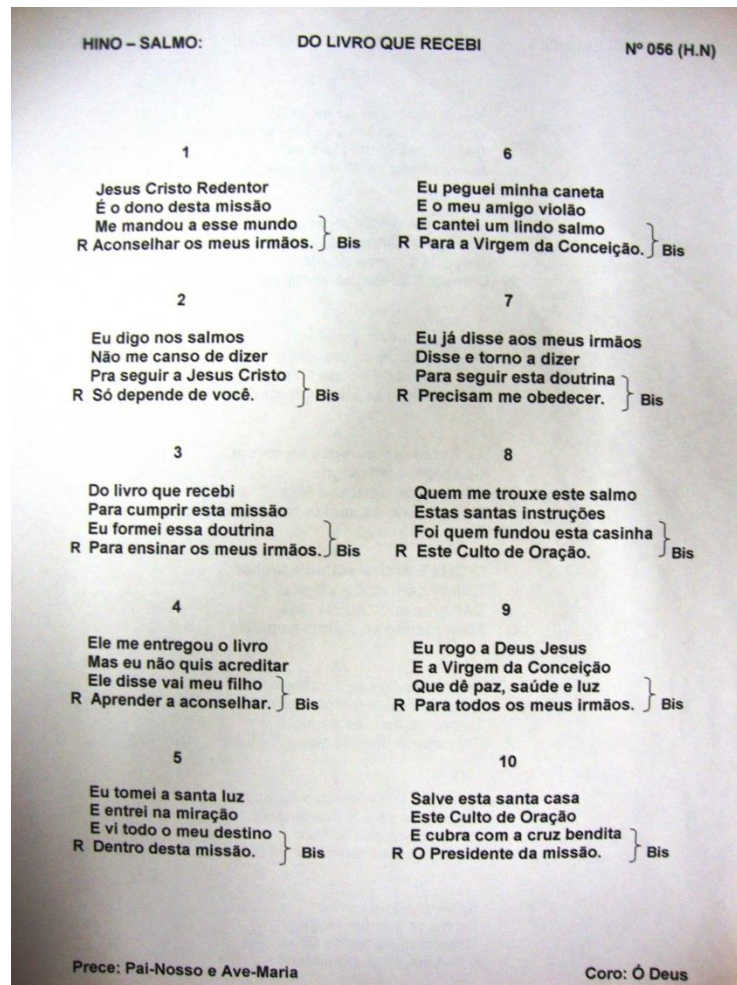 HINO – SALMO: DO LIVRO QUE RECEBI Nº 056 (H.N)
1
Jesus Cristo Redentor
É o dono desta missão
Me mandou a esse mundo
R Aconselhar os meus irmãos. Bis
2
Eu digo nos salmos
Não me canso de dizer
Pra seguir a Jesus Cristo
R Só depende de você. Bis
3
Do livro que recebi
Para cumprir esta missão
Eu formei essa doutrina
R Para ensinar os meus irmãos. Bis
4
Ele me entregou o livro
Mas eu não quis acreditar
Ele disse vai meu filho
R Aprender a aconselhar. Bis
5
Eu tomei a santa luz
E entrei na miração
E vi todo o meu destino
R Dentro desta missão. Bis
6
Eu peguei minha caneta
E o meu amigo violão
E cantei um lindo salmo
R Para a Virgem da Conceição. Bis
7
Eu já disse aos meus irmãos
Disse e torno a dizer
Para seguir esta doutrina
R Precisam me obedecer. Bis
8
Quem me trouxe este salmo
Estas santas instruções
Foi quem fundou esta casinha
R Este Culto de Oração. Bis
9
Eu rogo a Deus Jesus
E a Virgem da Conceição
Que dê paz, saúde e luz
R Para todos os meus irmãos. Bis
10
Salve esta santa casa
Este Culto de Oração
E cubra com a cruz bendita
R O Presidente da missão. Bis
Prece: Pai-Nosso e Ave-Maria Coro: Ó Deus